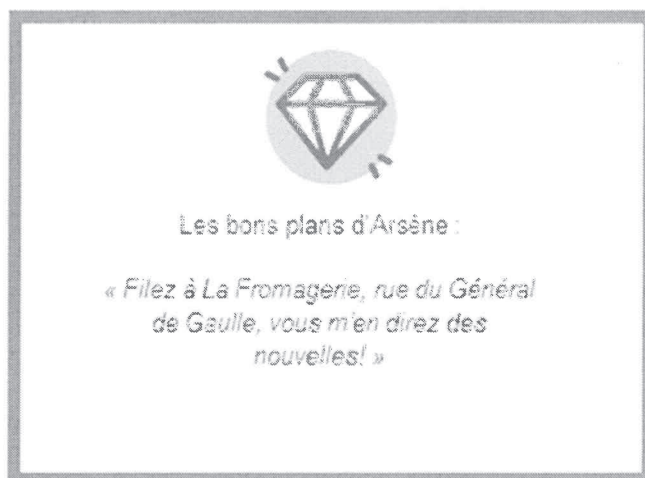 Les bons plans d'Arsène :
« Filez à La Fromagerie, rue du Général
de Gaulle, vous m'en direz des
nouvelles! »